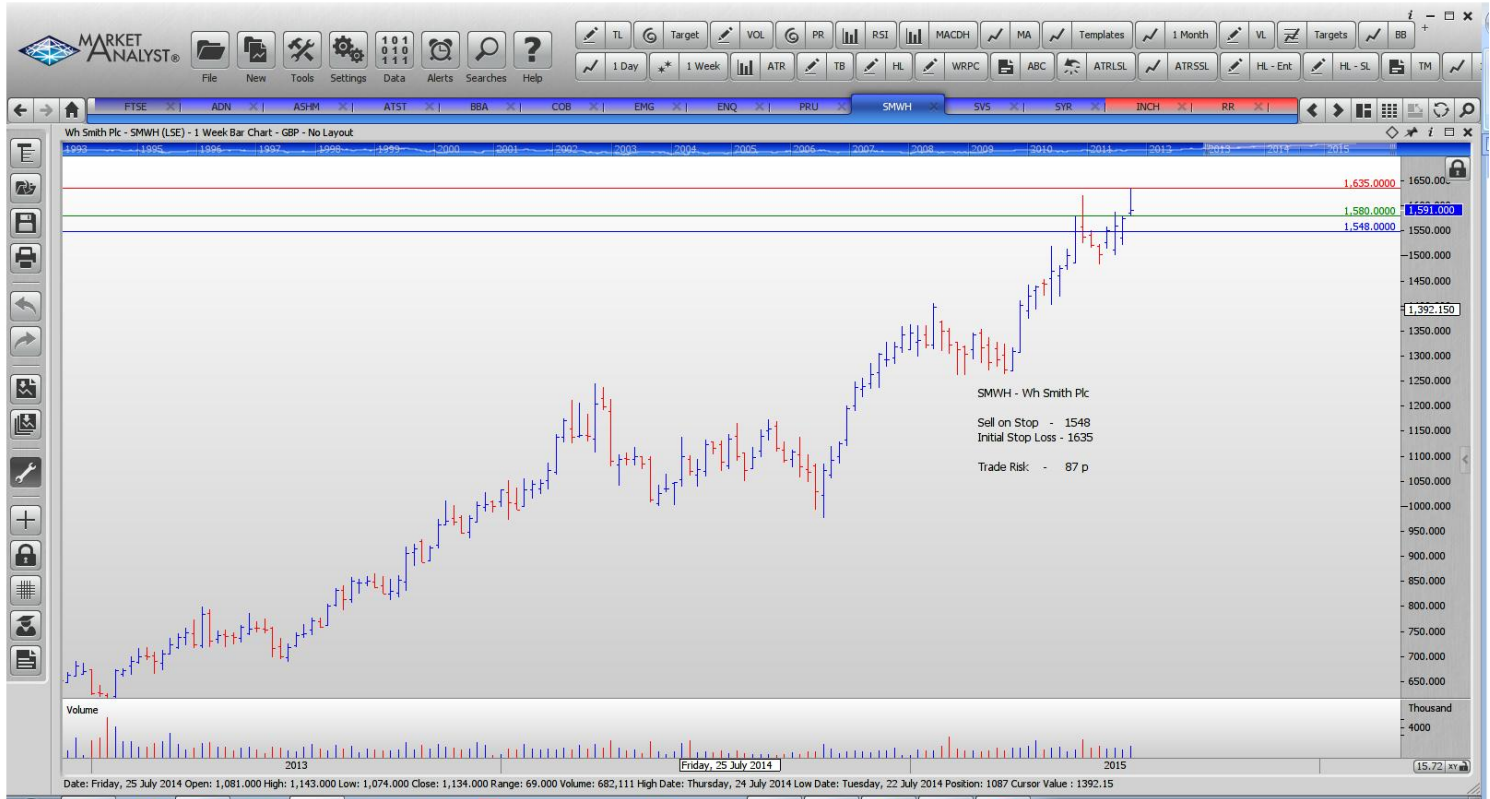 MARKET
ANALYST®
File New Tools Settings Data Alerts Searches Help
TL Target VOL PR RSI MACDH MA Templates 1 Month VL Targets BB
1 Day 1 Week ATR TB HL WRPC ABC ATRLSL ATRSSL HL - Ent HL - SL TM
FTSE ADN ASHM ATST BBA COB EMG ENQ PRU SMWH SVS SYR INCH RR
Wh Smith Plc - SMWH (LSE) - 1 Week Bar Chart - GBP - No Layout
1993 1995 1996 1997 1998 1999 2000 2001 2002 2003 2004 2005 2006 2007 2008 2009 2010 2011 2012 2013 2014 2015
1,635.0000
1650.00
1,580.0000
1,591.000
1,548.0000
1550.000
1500.000
1450.000
1,392.150
1350.000
1300.000
1250.000
1200.000
1150.000
1100.000
1050.000
1000.000
950.000
900.000
850.000
800.000
750.000
700.000
650.000
SMWH - Wh Smith Plc
Sell on Stop - 1548
Initial Stop Loss - 1635
Trade Risk - 87 p
Volume
Thousand
4000
2013 Friday, 25 July 2014 2015
15.72 XY
Date: Friday, 25 July 2014 Open: 1,081.000 High: 1,143.000 Low: 1,074.000 Close: 1,134.000 Range: 69.000 Volume: 682,111 High Date: Thursday, 24 July 2014 Low Date: Tuesday, 22 July 2014 Position: 1087 Cursor Value : 1392.15